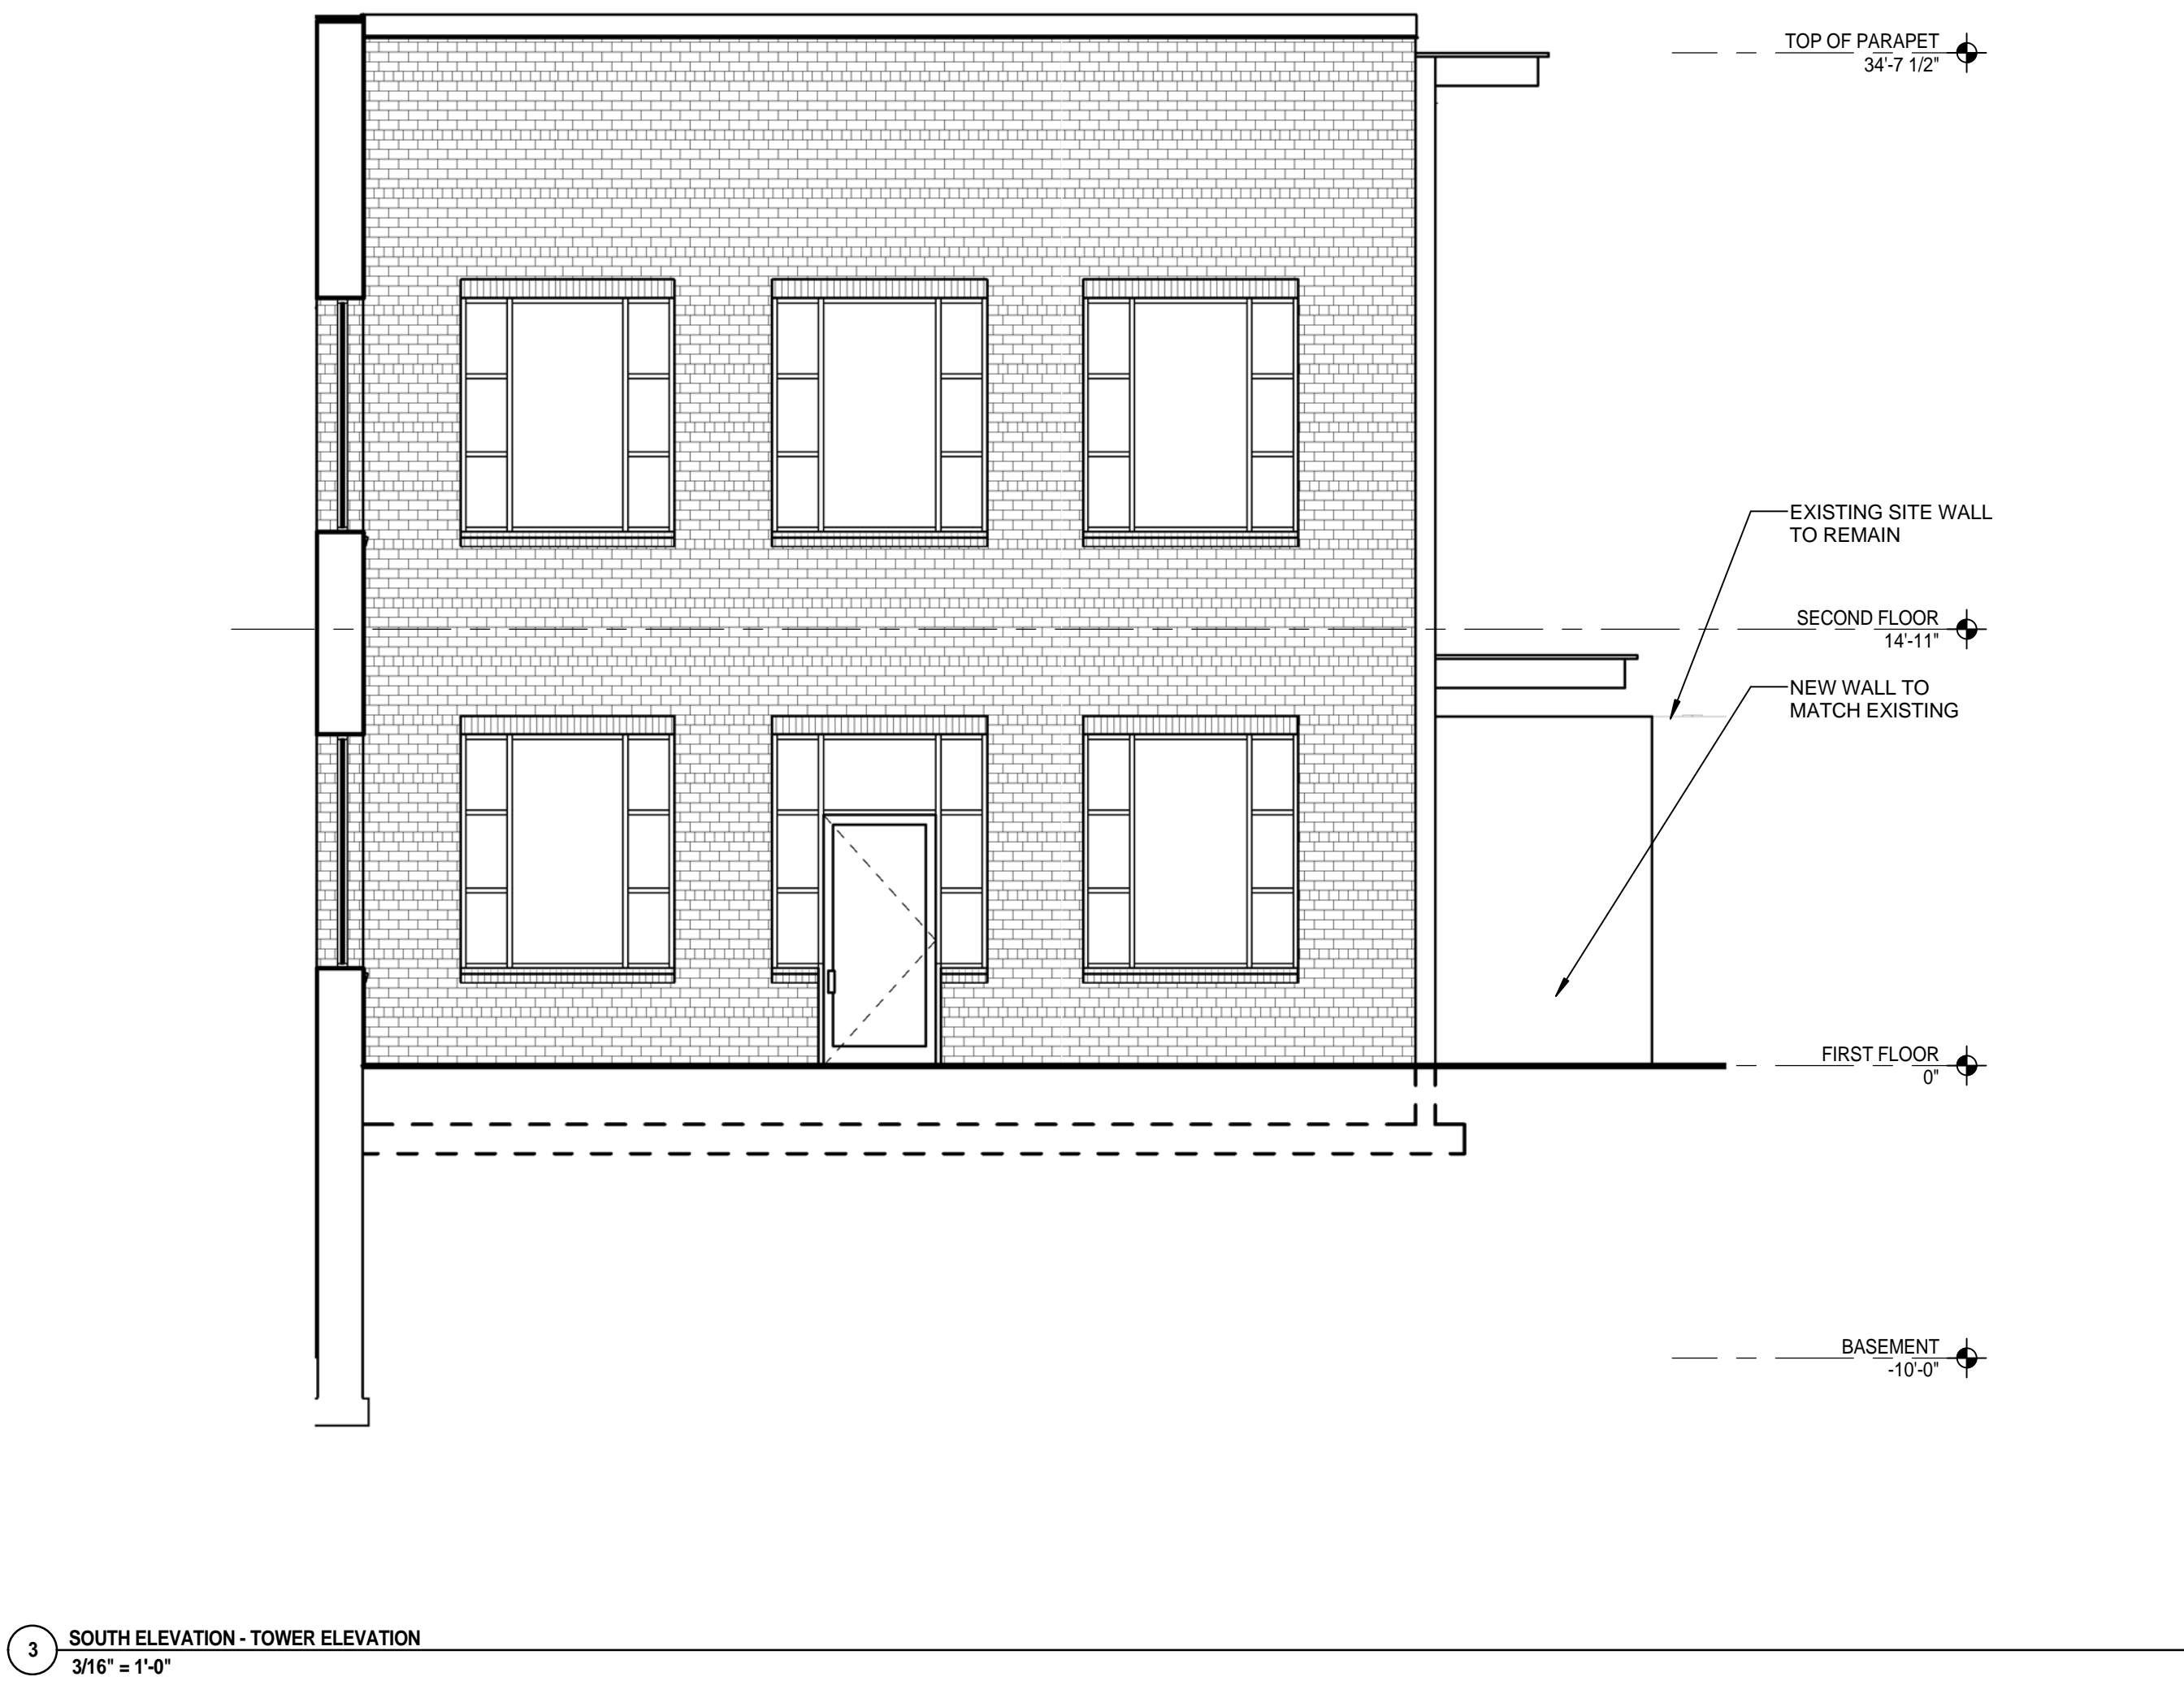 TOP OF PARAPET
34'-7 1/2"
EXISTING SITE WALL
TO REMAIN
SECOND FLOOR
14'-11"
NEW WALL TO
MATCH EXISTING
FIRST FLOOR
0"
BASEMENT
-10'-0"
3
SOUTH ELEVATION - TOWER ELEVATION
3/16" = 1'-0"